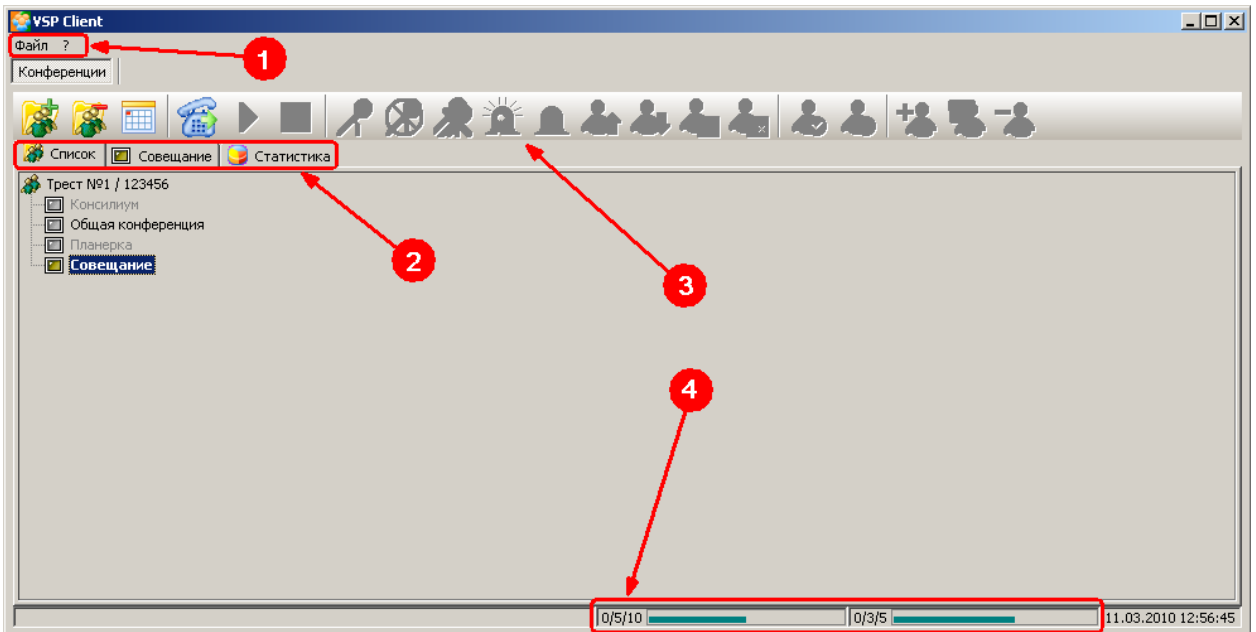 VSP Client
Файл ?
1
Конференции
Список Совещание Статистика
Трест №1 / 123456
Консилиум
Общая конференция
Планерка
2
Совещание
3
4
0/5/10 0/3/5 11.03.2010 12:56:45